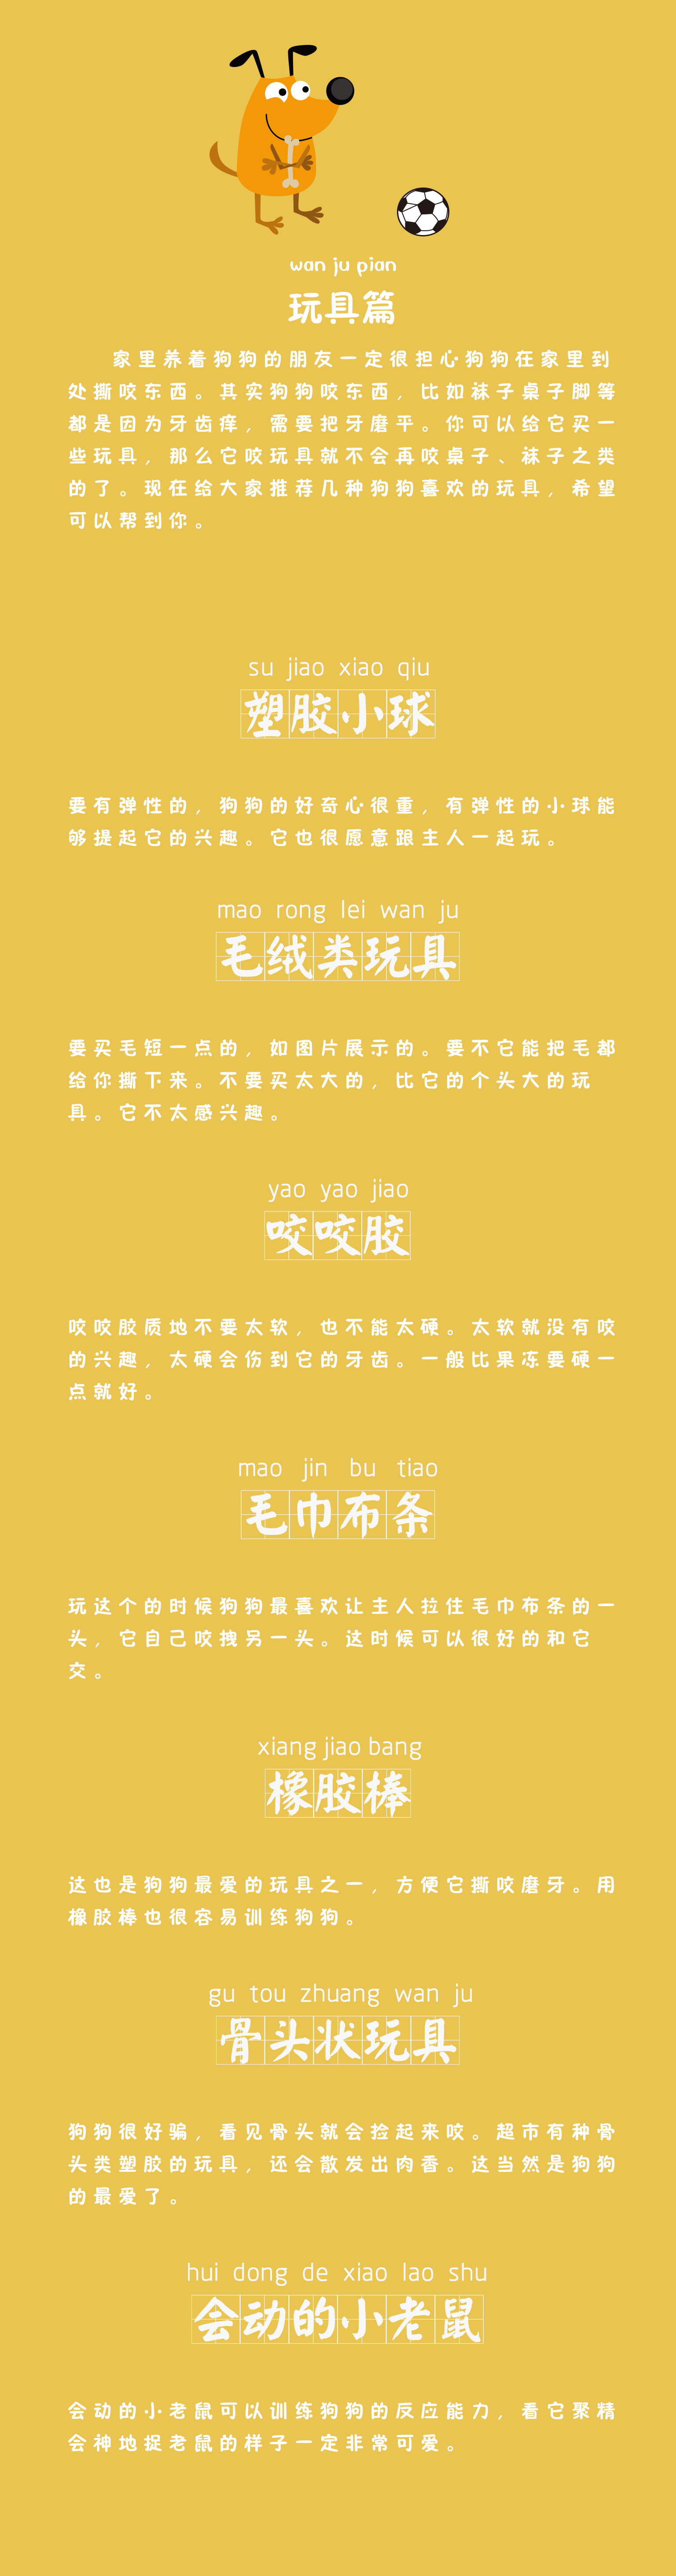 wan ju pian
玩具篇
家里养着狗狗的朋友一定很担心狗狗在家里到
处撕咬东西。其实狗狗咬东西，比如袜子桌子脚等
都是因为牙齿痒，需要把牙磨平。你可以给它买一
些玩具，那么它咬玩具就不会再咬桌子、袜子之类
的了。现在给大家推荐几种狗狗喜欢的玩具，希望
可以帮到你。
su jiao xiao qiu
塑胶小球
要有弹性的，狗狗的好奇心很重，有弹性的小球能
够提起它的兴趣。它也很愿意跟主人一起玩。
mao rong lei wan ju
毛绒类玩具
要买毛短一点的，如图片展示的。要不它能把毛都
给你撕下来。不要买太大的，比它的个头大的玩
具。它不太感兴趣。
yao yao jiao
咬咬胶
咬咬胶质地不要太软，也不能太硬。太软就没有咬
的兴趣，太硬会伤到它的牙齿。一般比果冻要硬一
点就好。
mao jin bu tiao
毛巾布条
玩这个的时候狗狗最喜欢让主人拉住毛巾布条的一
头，它自己咬拽另一头。这时候可以很好的和它
交。
xiang jiao bang
橡胶棒
这也是狗狗最爱的玩具之一，方便它撕咬磨牙。用
橡胶棒也很容易训练狗狗。
gu tou zhuang wan ju
骨头状玩具
狗狗很好骗，看见骨头就会捡起来咬。超市有种骨
头类塑胶的玩具，还会散发出肉香。这当然是狗狗
的最爱了。
hui dong de xiao lao shu
会动的小老鼠
会动的小老鼠可以训练狗狗的反应能力，看它聚精
会神地捉老鼠的样子一定非常可爱。